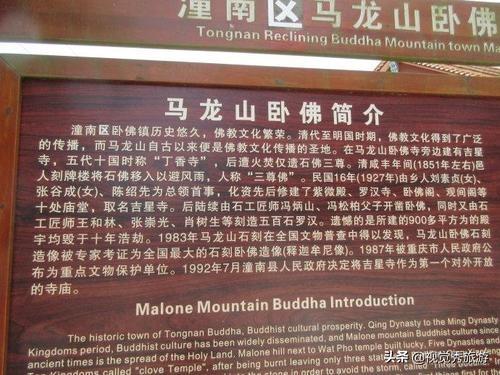 潼南区马龙山卧佛
Tongnan Reclining Buddha Mountain town Ma
马龙山卧佛简介
潼南区卧佛镇历史悠久，佛教文化繁荣。清代至明国时期，佛教文化得到了广泛
的传播，而马龙山自古以来便是佛教文化传播的圣地。在马龙山卧佛寺旁边建有吉星
寺，五代十国时称“丁香寺”，后遭火焚仅遗石佛三尊。清咸丰年间(1851年左右)邑
人刻牌楼将石佛移入以避风雨，人称“三尊佛”。民国16年(1927年)由乡人刘素贞(女)、
张谷成(女)、陈绍先为总领首事，化资先后修建了紫微殿、罗汉寺、卧佛阁、观间阁等
十处庙堂，取名吉星寺。后陆续由石工匠师冯炳山、冯松柏父子开凿卧佛，同时又由石
工匠师王和林、张崇光、肖树生等刻造五百石罗汉。遗憾的是所建的900多平方为的殿
宇均毁于十年浩劫。1983年马龙山石刻在全国文物普查中得以发现，马龙山卧佛石刻
造像被专家考证为全国最大的石刻卧佛造像(释迦牟尼像)。1987年被重庆市人民政府公
布为重点文物保护单位。1992年7月潼南县人民政府决定将吉星寺作为第一个对外开放
的寺庙。
Malone Mountain Buddha Introduction
The historic town of Tongnan Buddha, Buddhist cultural prosperity. Qing Dynasty to the Ming Dynasty
Kingdoms period, Buddhist culture has been widely disseminated, and Malone mountain Buddhist culture since
ancient times is the spread of the Holy Land. Malone hill next to Wat Pho temple built lucky, Five Dynasties and
Ten Kingdoms called "clove Temple", after being burned leaving only three
头条 @视觉秀旅游